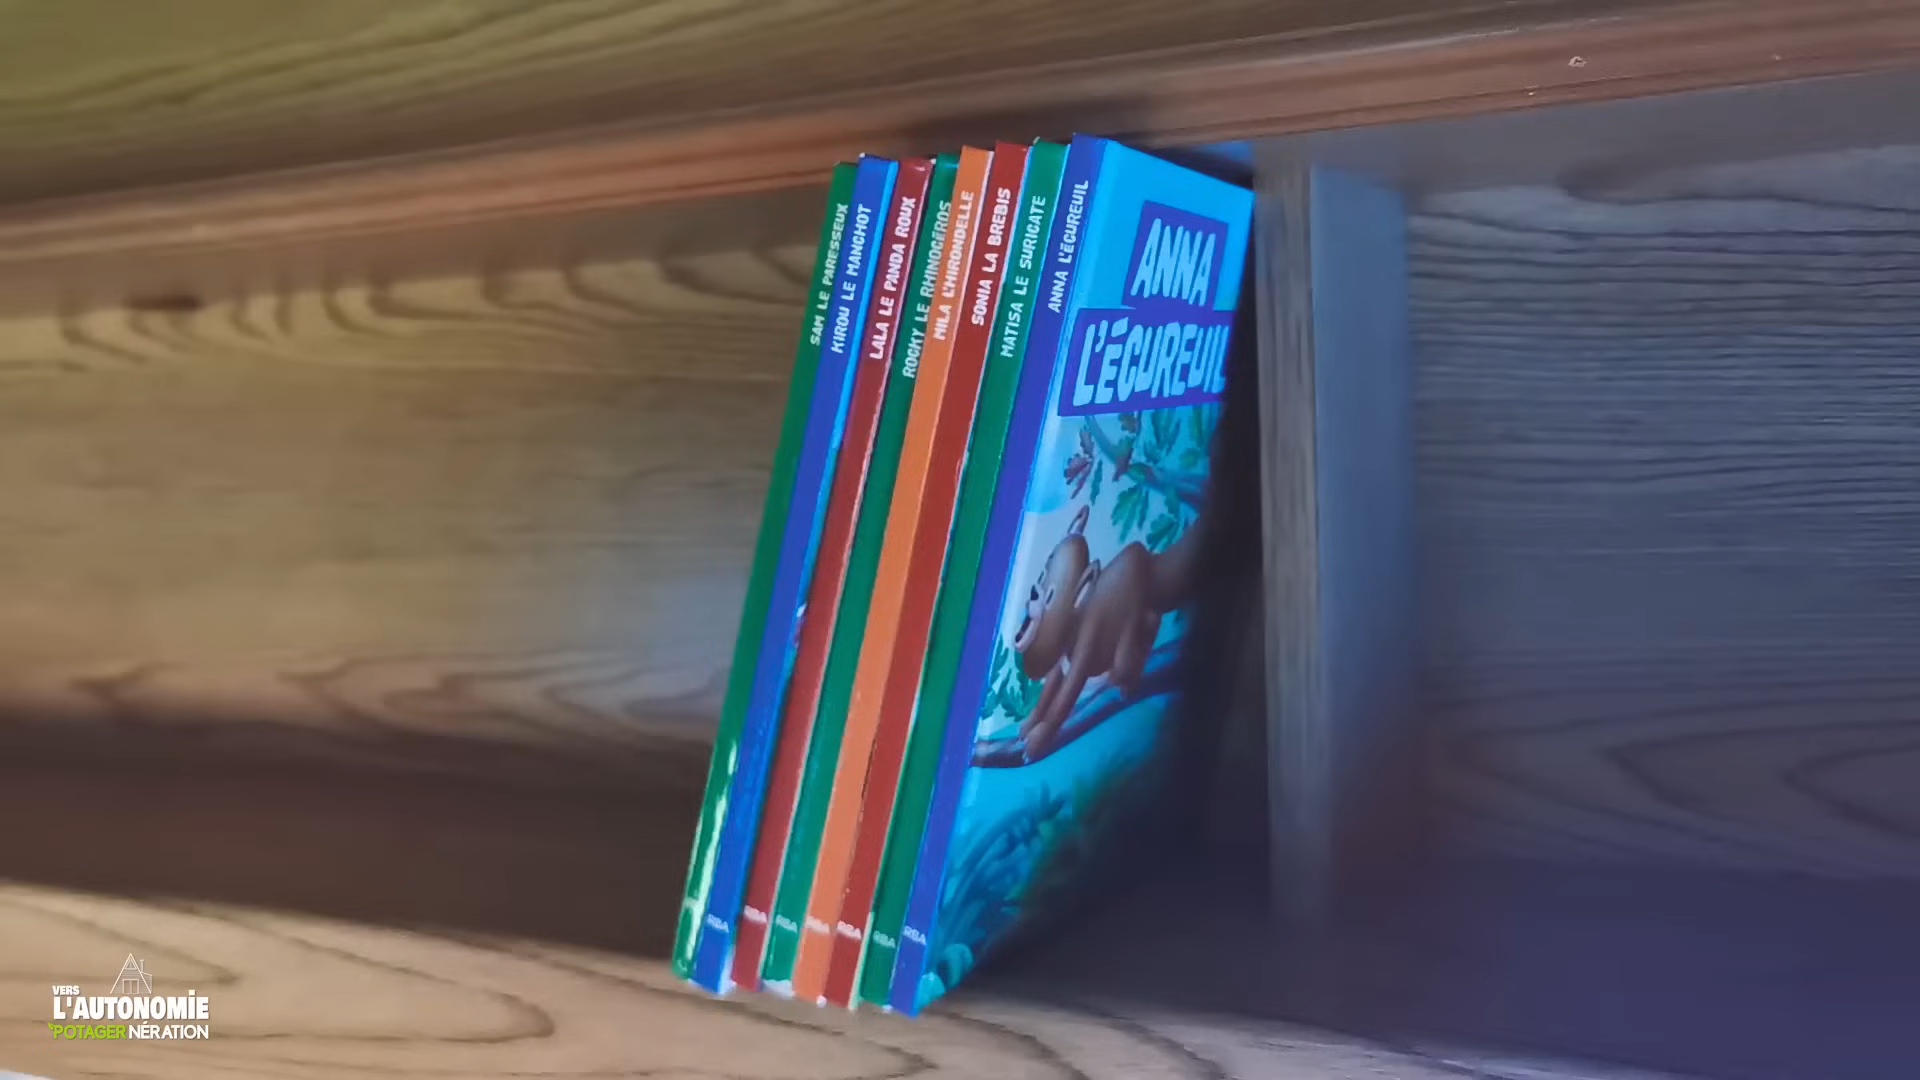 SAM LE PARESSEUX
KIROU LE MANCHOT
LALA LE PANDA ROUX
ROCKY LE RHINOCÉROS
MILA L'HIRONDELLE
SONIA LA BREBIS
MATISA LE SURICATE
ANNA L'ÉCUREUIL
ANNA
L'ÉCUREUIL
RBA
RBA
RBA
RBA
RBA
RBA
RBA
VERS
L'AUTONOMIE
POTAGER NÉRATION